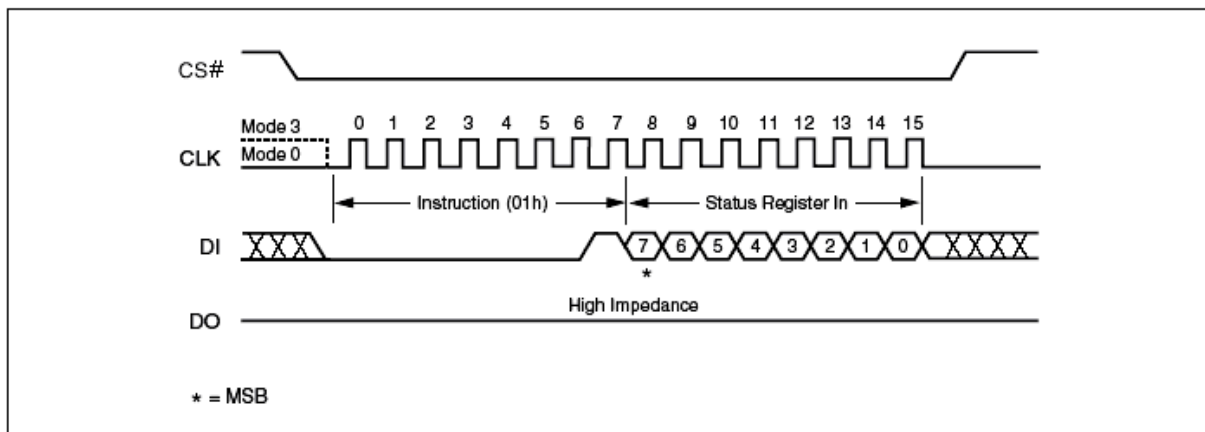 CS#
Mode 3
0 1 2 3 4 5 6 7 8 9 10 11 12 13 14 15
CLK
Mode 0
Instruction (01h)
Status Register In
DI
7 6 5 4 3 2 1 0
*
High Impedance
DO
* = MSB